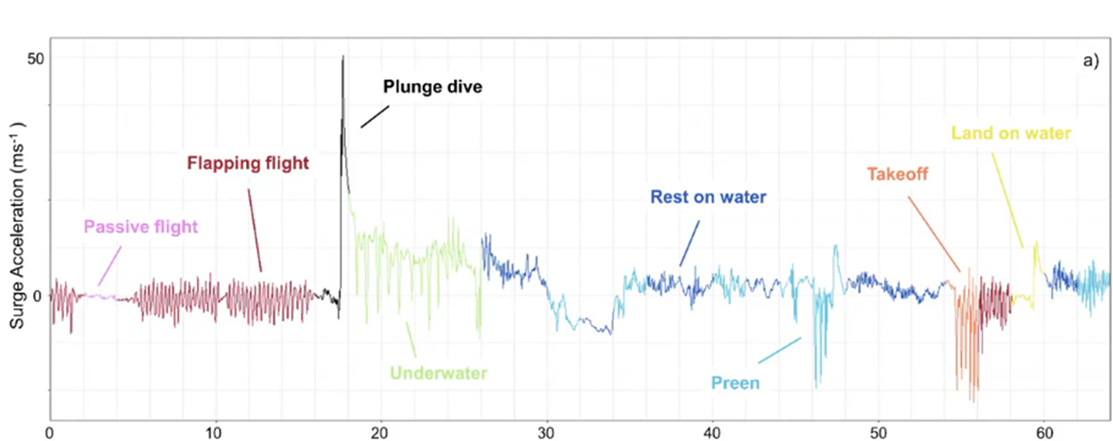 a)
50
Plunge dive
Land on water
Flapping flight
Takeoff
Rest on water
Passive flight
Surge Acceleration (ms⁻¹ )
0
Underwater
Preen
0 10 20 30 40 50 60